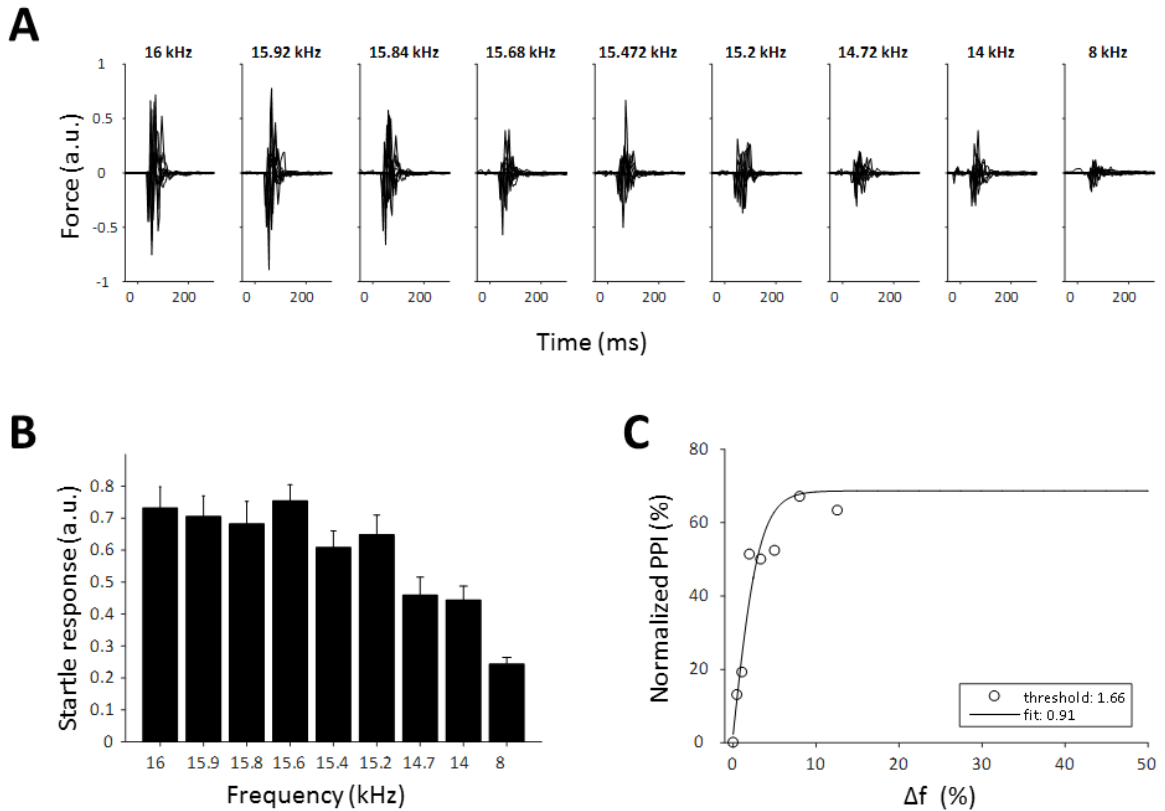 A
16 kHz 15.92 kHz 15.84 kHz 15.68 kHz 15.472 kHz 15.2 kHz 14.72 kHz 14 kHz 8 kHz
1
0.5
0
-0.5
-1
Force (a.u.)
0 200 0 200 0 200 0 200 0 200 0 200 0 200 0 200 0 200
Time (ms)
B
0.8
0.7
0.6
0.5
0.4
0.3
0.2
0.1
0
Startle response (a.u.)
16 15.9 15.8 15.6 15.4 15.2 14.7 14 8
Frequency (kHz)
C
80
60
40
20
0
Normalized PPI (%)
threshold: 1.66
fit: 0.91
0 10 20 30 40 50
Δf (%)